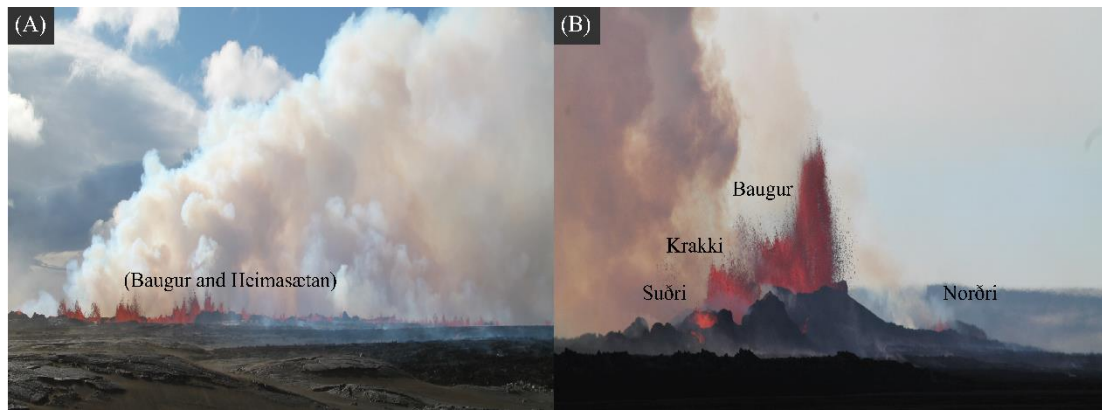 (A)
(B)
(Baugur and Heimasætan)
Baugur
Krakki
Suðri
Norðri